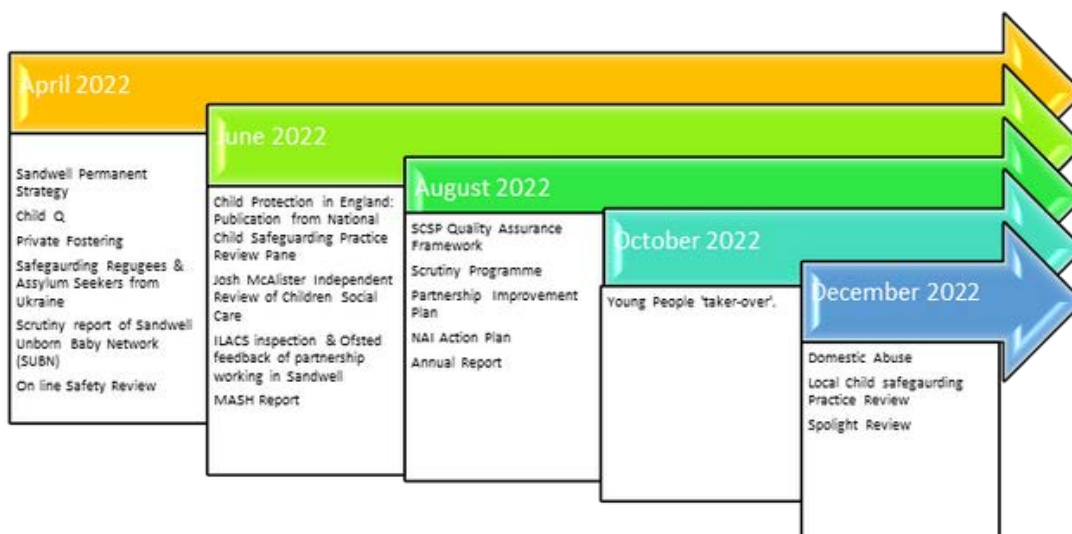 April 2022
Sandwell Permanent
Strategy
Child Q
Private Fostering
Safegaurding Regugees &
Assylum Seekers from
Ukraine
Scrutiny report of Sandwell
Unborn Baby Network
(SUBN)
On line Safety Review
June 2022
Child Protection in England:
Publication from National
Child Safeguarding Practice
Review Pane
Josh McAlister Independent
Review of Children Social
Care
ILACS inspection & Ofsted
feedback of partnership
working in Sandwell
MASH Report
August 2022
SCSP Quality Assurance
Framework
Scrutiny Programme
Partnership Improvement
Plan
NAI Action Plan
Annual Report
October 2022
Young People 'taker-over'.
December 2022
Domestic Abuse
Local Child safegaurding
Practice Review
Spolight Review